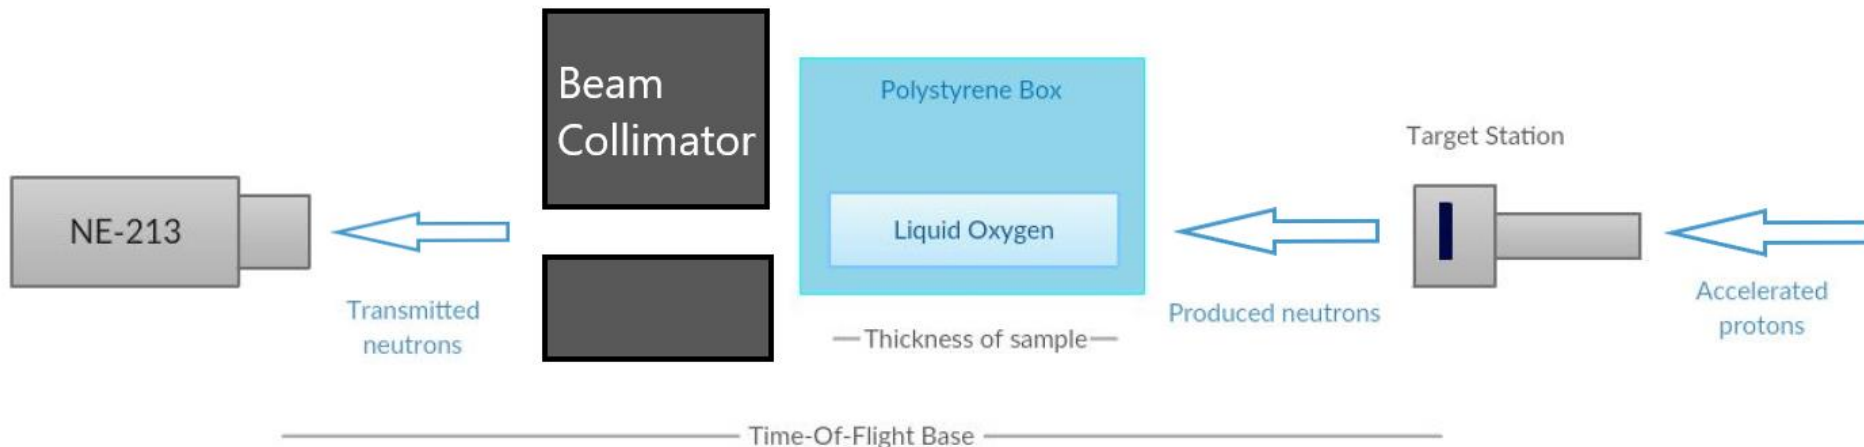 Beam
Collimator
Polystyrene Box
Target Station
NE-213
Liquid Oxygen
Transmitted
neutrons
Thickness of sample
Produced neutrons
Accelerated
protons
Time-Of-Flight Base